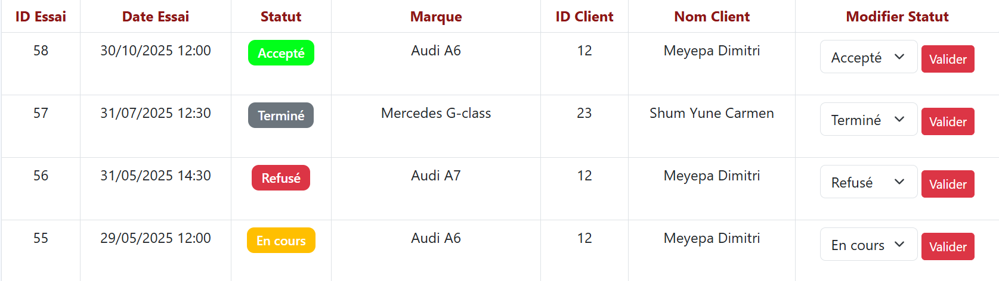 ID Essai Date Essai Statut Marque ID Client Nom Client Modifier Statut
58 30/10/2025 12:00 Accepté Audi A6 12 Meyepa Dimitri Accepté Valider
57 31/07/2025 12:30 Terminé Mercedes G-class 23 Shum Yune Carmen Terminé Valider
56 31/05/2025 14:30 Refusé Audi A7 12 Meyepa Dimitri Refusé Valider
55 29/05/2025 12:00 En cours Audi A6 12 Meyepa Dimitri En cours Valider